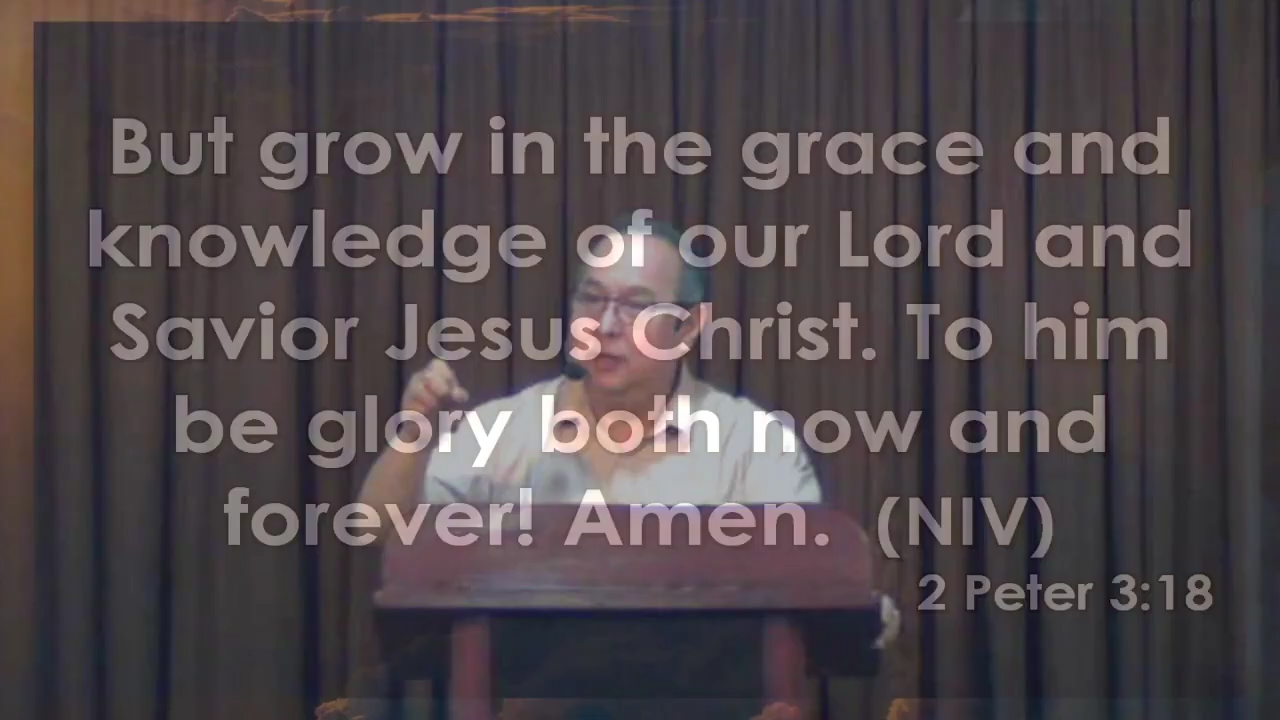 But grow in the grace and
knowledge of our Lord and
Savior Jesus Christ. To him
be glory both now and
forever! Amen. (NIV)
2 Peter 3:18